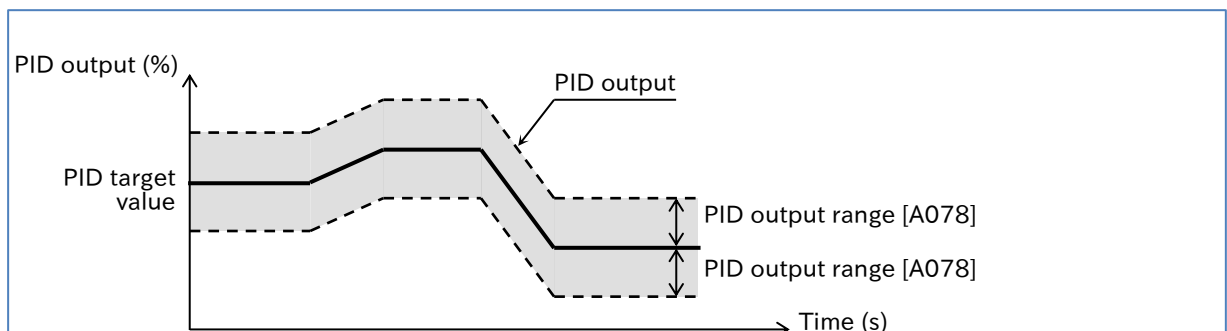 PID output (%)
PID output
PID target
value
PID output range [A078]
PID output range [A078]
Time (s)